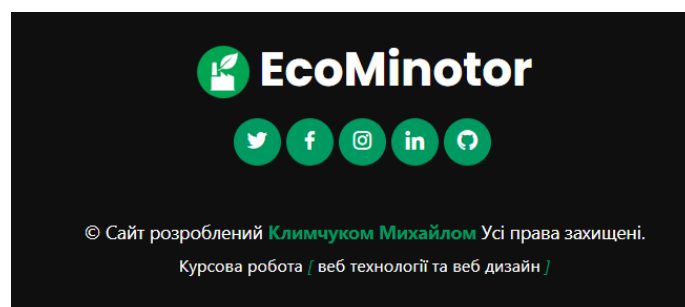 EcoMinotor
© Сайт розроблений Климчуком Михайлом Усі права захищені.
Курсова робота [ веб технології та веб дизайн ]